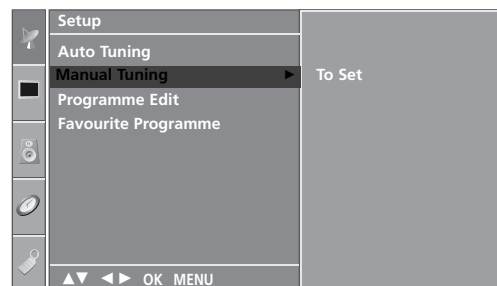 Setup
Auto Tuning
Manual Tuning ► To Set
Programme Edit
Favourite Programme
▲▼ ◄► OK MENU